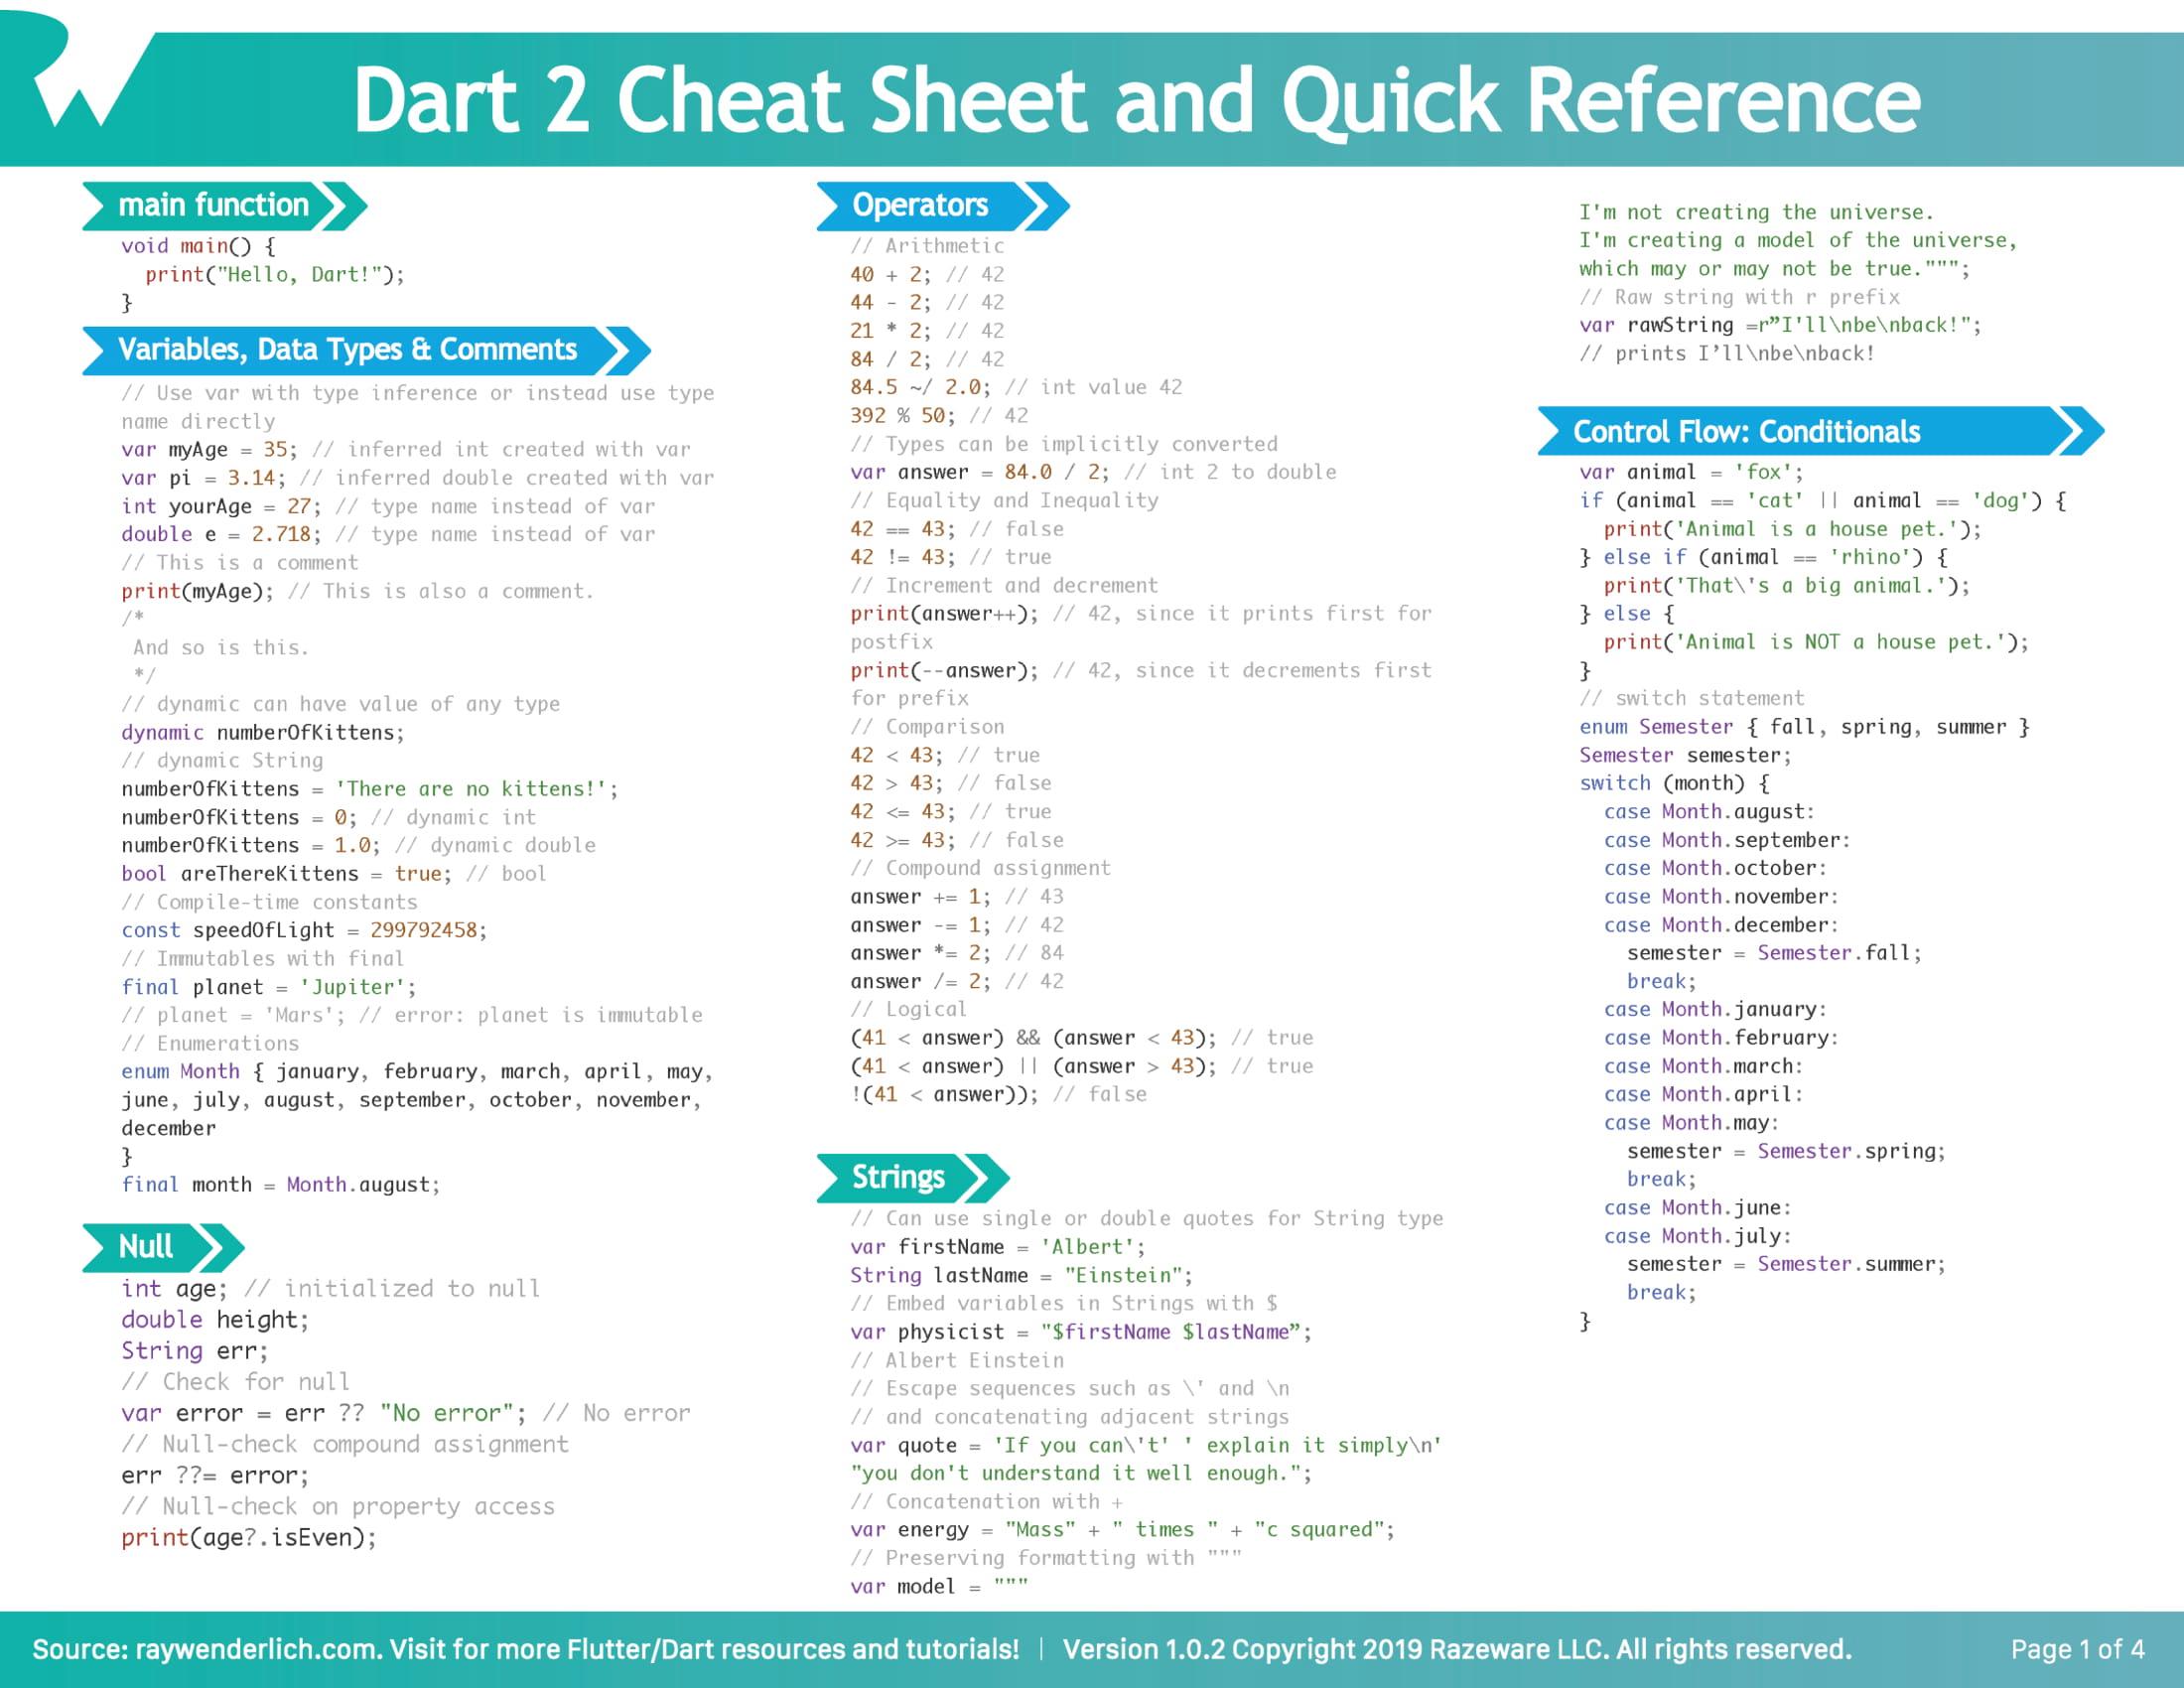 Dart 2 Cheat Sheet and Quick Reference
main function
void main() {
  print("Hello, Dart!");
}
Variables, Data Types & Comments
// Use var with type inference or instead use type
name directly
var myAge = 35; // inferred int created with var
var pi = 3.14; // inferred double created with var
int yourAge = 27; // type name instead of var
double e = 2.718; // type name instead of var
// This is a comment
print(myAge); // This is also a comment.
/*
 And so is this.
 */
// dynamic can have value of any type
dynamic numberOfKittens;
// dynamic String
numberOfKittens = 'There are no kittens!';
numberOfKittens = 0; // dynamic int
numberOfKittens = 1.0; // dynamic double
bool areThereKittens = true; // bool
// Compile-time constants
const speedOfLight = 299792458;
// Immutables with final
final planet = 'Jupiter';
// planet = 'Mars'; // error: planet is immutable
// Enumerations
enum Month { january, february, march, april, may,
june, july, august, september, october, november,
december
}
final month = Month.august;
Null
int age; // initialized to null
double height;
String err;
// Check for null
var error = err ?? "No error"; // No error
// Null-check compound assignment
err ??= error;
// Null-check on property access
print(age?.isEven);
Operators
// Arithmetic
40 + 2; // 42
44 - 2; // 42
21 * 2; // 42
84 / 2; // 42
84.5 ~/ 2.0; // int value 42
392 % 50; // 42
// Types can be implicitly converted
var answer = 84.0 / 2; // int 2 to double
// Equality and Inequality
42 == 43; // false
42 != 43; // true
// Increment and decrement
print(answer++); // 42, since it prints first for
postfix
print(--answer); // 42, since it decrements first
for prefix
// Comparison
42 < 43; // true
42 > 43; // false
42 <= 43; // true
42 >= 43; // false
// Compound assignment
answer += 1; // 43
answer -= 1; // 42
answer *= 2; // 84
answer /= 2; // 42
// Logical
(41 < answer) && (answer < 43); // true
(41 < answer) || (answer > 43); // true
!(41 < answer)); // false
Strings
// Can use single or double quotes for String type
var firstName = 'Albert';
String lastName = "Einstein";
// Embed variables in Strings with $
var physicist = "$firstName $lastName”;
// Albert Einstein
// Escape sequences such as \' and \n
// and concatenating adjacent strings
var quote = 'If you can\'t' ' explain it simply\n'
"you don't understand it well enough.";
// Concatenation with +
var energy = "Mass" + " times " + "c squared";
// Preserving formatting with """
var model = """
I'm not creating the universe.
I'm creating a model of the universe,
which may or may not be true.""";
// Raw string with r prefix
var rawString =r”I'll\nbe\nback!";
// prints I’ll\nbe\nback!
Control Flow: Conditionals
var animal = 'fox';
if (animal == 'cat' || animal == 'dog') {
  print('Animal is a house pet.');
} else if (animal == 'rhino') {
  print('That\'s a big animal.');
} else {
  print('Animal is NOT a house pet.');
}
// switch statement
enum Semester { fall, spring, summer }
Semester semester;
switch (month) {
  case Month.august:
  case Month.september:
  case Month.october:
  case Month.november:
  case Month.december:
    semester = Semester.fall;
    break;
  case Month.january:
  case Month.february:
  case Month.march:
  case Month.april:
  case Month.may:
    semester = Semester.spring;
    break;
  case Month.june:
  case Month.july:
    semester = Semester.summer;
    break;
}
Source: raywenderlich.com. Visit for more Flutter/Dart resources and tutorials! | Version 1.0.2 Copyright 2019 Razeware LLC. All rights reserved. Page 1 of 4